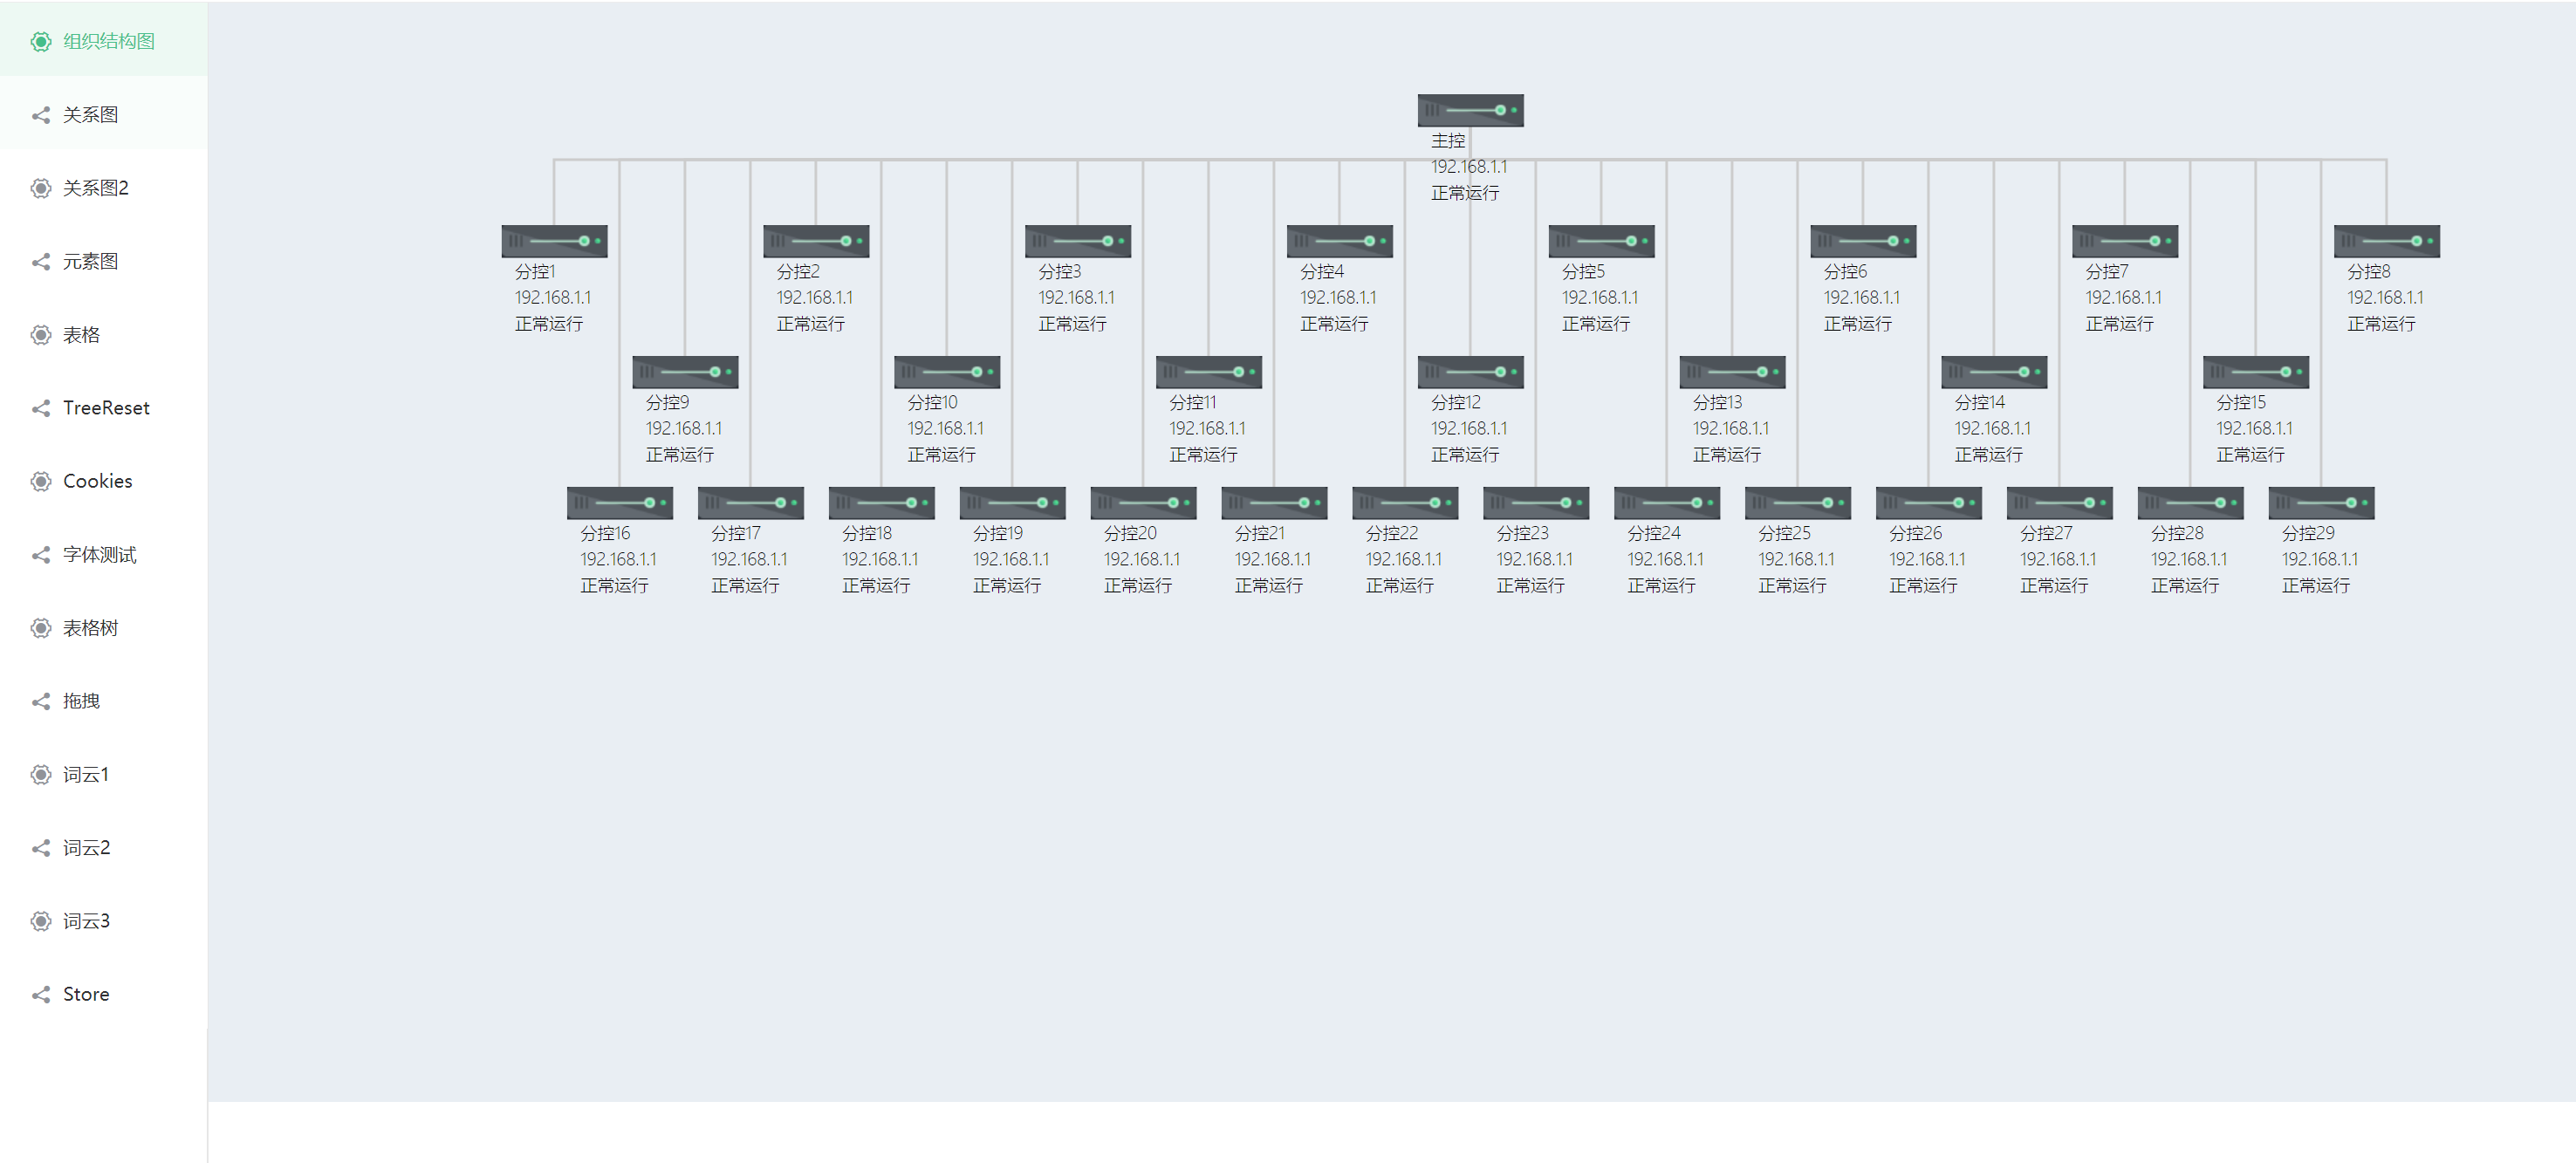 组织结构图
关系图
关系图2
元素图
表格
TreeReset
Cookies
字体测试
表格树
拖拽
词云1
词云2
词云3
Store
主控
192.168.1.1
正常运行
分控1
192.168.1.1
正常运行
分控2
192.168.1.1
正常运行
分控3
192.168.1.1
正常运行
分控4
192.168.1.1
正常运行
分控5
192.168.1.1
正常运行
分控6
192.168.1.1
正常运行
分控7
192.168.1.1
正常运行
分控8
192.168.1.1
正常运行
分控9
192.168.1.1
正常运行
分控10
192.168.1.1
正常运行
分控11
192.168.1.1
正常运行
分控12
192.168.1.1
正常运行
分控13
192.168.1.1
正常运行
分控14
192.168.1.1
正常运行
分控15
192.168.1.1
正常运行
分控16
192.168.1.1
正常运行
分控17
192.168.1.1
正常运行
分控18
192.168.1.1
正常运行
分控19
192.168.1.1
正常运行
分控20
192.168.1.1
正常运行
分控21
192.168.1.1
正常运行
分控22
192.168.1.1
正常运行
分控23
192.168.1.1
正常运行
分控24
192.168.1.1
正常运行
分控25
192.168.1.1
正常运行
分控26
192.168.1.1
正常运行
分控27
192.168.1.1
正常运行
分控28
192.168.1.1
正常运行
分控29
192.168.1.1
正常运行